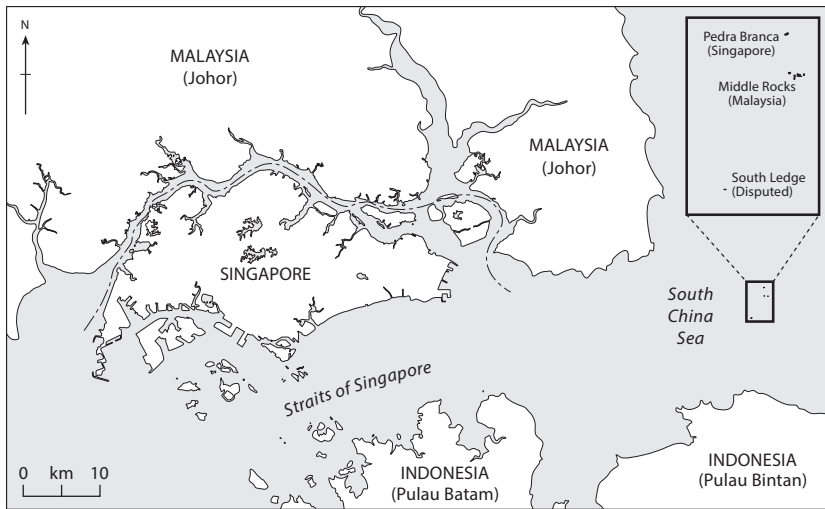 N
MALAYSIA
(Johor)
Pedra Branca
(Singapore)
Middle Rocks
(Malaysia)
MALAYSIA
(Johor)
South Ledge
(Disputed)
SINGAPORE
South
China
Sea
Straits of Singapore
0 km 10
INDONESIA
(Pulau Batam)
INDONESIA
(Pulau Bintan)